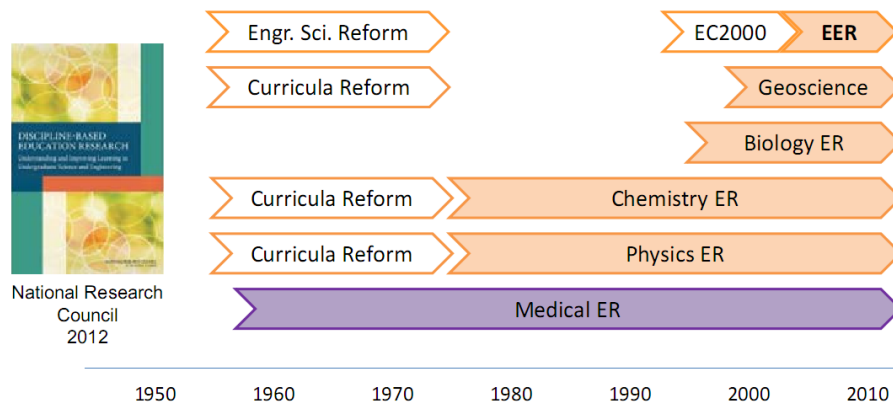 Engr. Sci. Reform
EC2000
EER
Curricula Reform
Geoscience
Biology ER
Curricula Reform
Chemistry ER
Curricula Reform
Physics ER
Medical ER
DISCIPLINE-BASED
EDUCATION RESEARCH
Understanding and Improving Learning in
Undergraduate Science and Engineering
National Research
Council
2012
1950 1960 1970 1980 1990 2000 2010